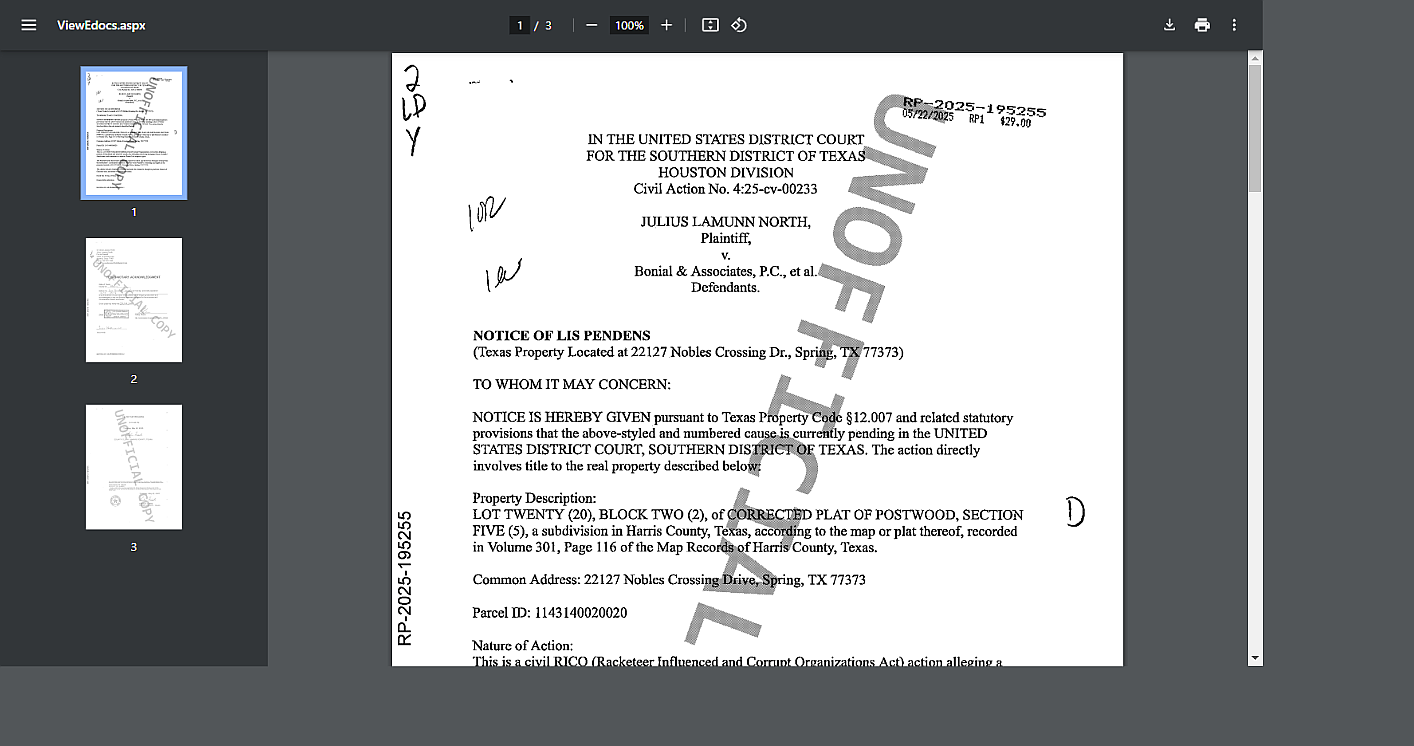 ViewEdocs.aspx
1 / 3
100%
1
2
3
2
LD
Y
RP-2025-195255
05/22/2025 RP1 $29.00
IN THE UNITED STATES DISTRICT COURT
FOR THE SOUTHERN DISTRICT OF TEXAS
HOUSTON DIVISION
Civil Action No. 4:25-cv-00233
JULIUS LAMUNN NORTH,
Plaintiff,
v.
Bonial & Associates, P.C., et al.
Defendants.
NOTICE OF LIS PENDENS
(Texas Property Located at 22127 Nobles Crossing Dr., Spring, TX 77373)
TO WHOM IT MAY CONCERN:
NOTICE IS HEREBY GIVEN pursuant to Texas Property Code §12.007 and related statutory
provisions that the above-styled and numbered cause is currently pending in the UNITED
STATES DISTRICT COURT, SOUTHERN DISTRICT OF TEXAS. The action directly
involves title to the real property described below:
Property Description:
LOT TWENTY (20), BLOCK TWO (2), of CORRECTED PLAT OF POSTWOOD, SECTION
FIVE (5), a subdivision in Harris County, Texas, according to the map or plat thereof, recorded
in Volume 301, Page 116 of the Map Records of Harris County, Texas.
D
Common Address: 22127 Nobles Crossing Drive, Spring, TX 77373
Parcel ID: 1143140020020
Nature of Action:
This is a civil RICO (Racketeer Influenced and Corrupt Organizations Act) action alleging a
RP-2025-195255
UNOFFICIAL
UNOFFICIAL COPY
UNOFFICIAL COPY
UNOFFICIAL COPY